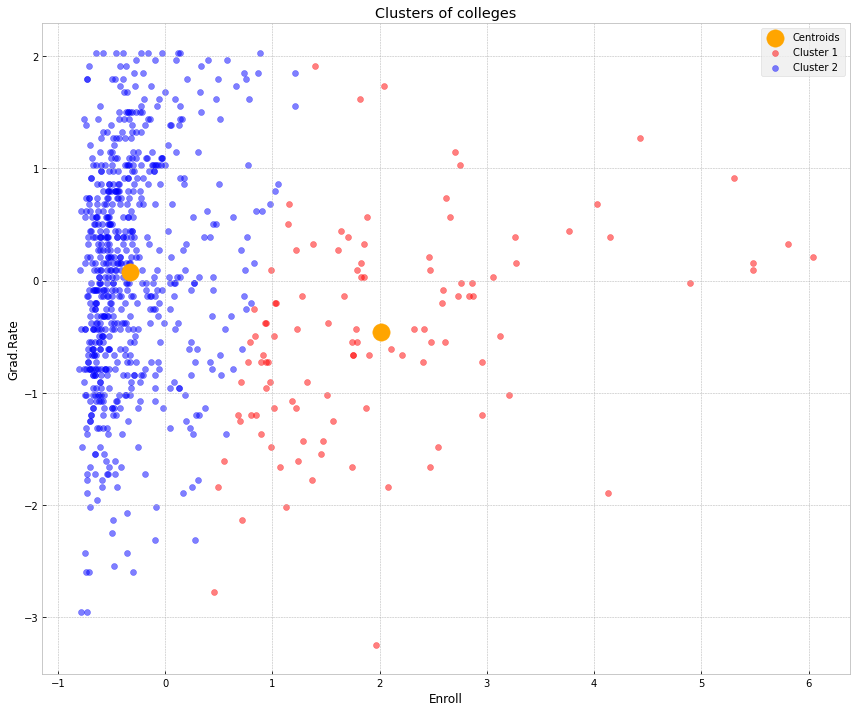 Clusters of colleges
Centroids
Cluster 1
Cluster 2
Grad.Rate
2
1
0
−1
−2
−3
−1
0
1
2
3
4
5
6
Enroll